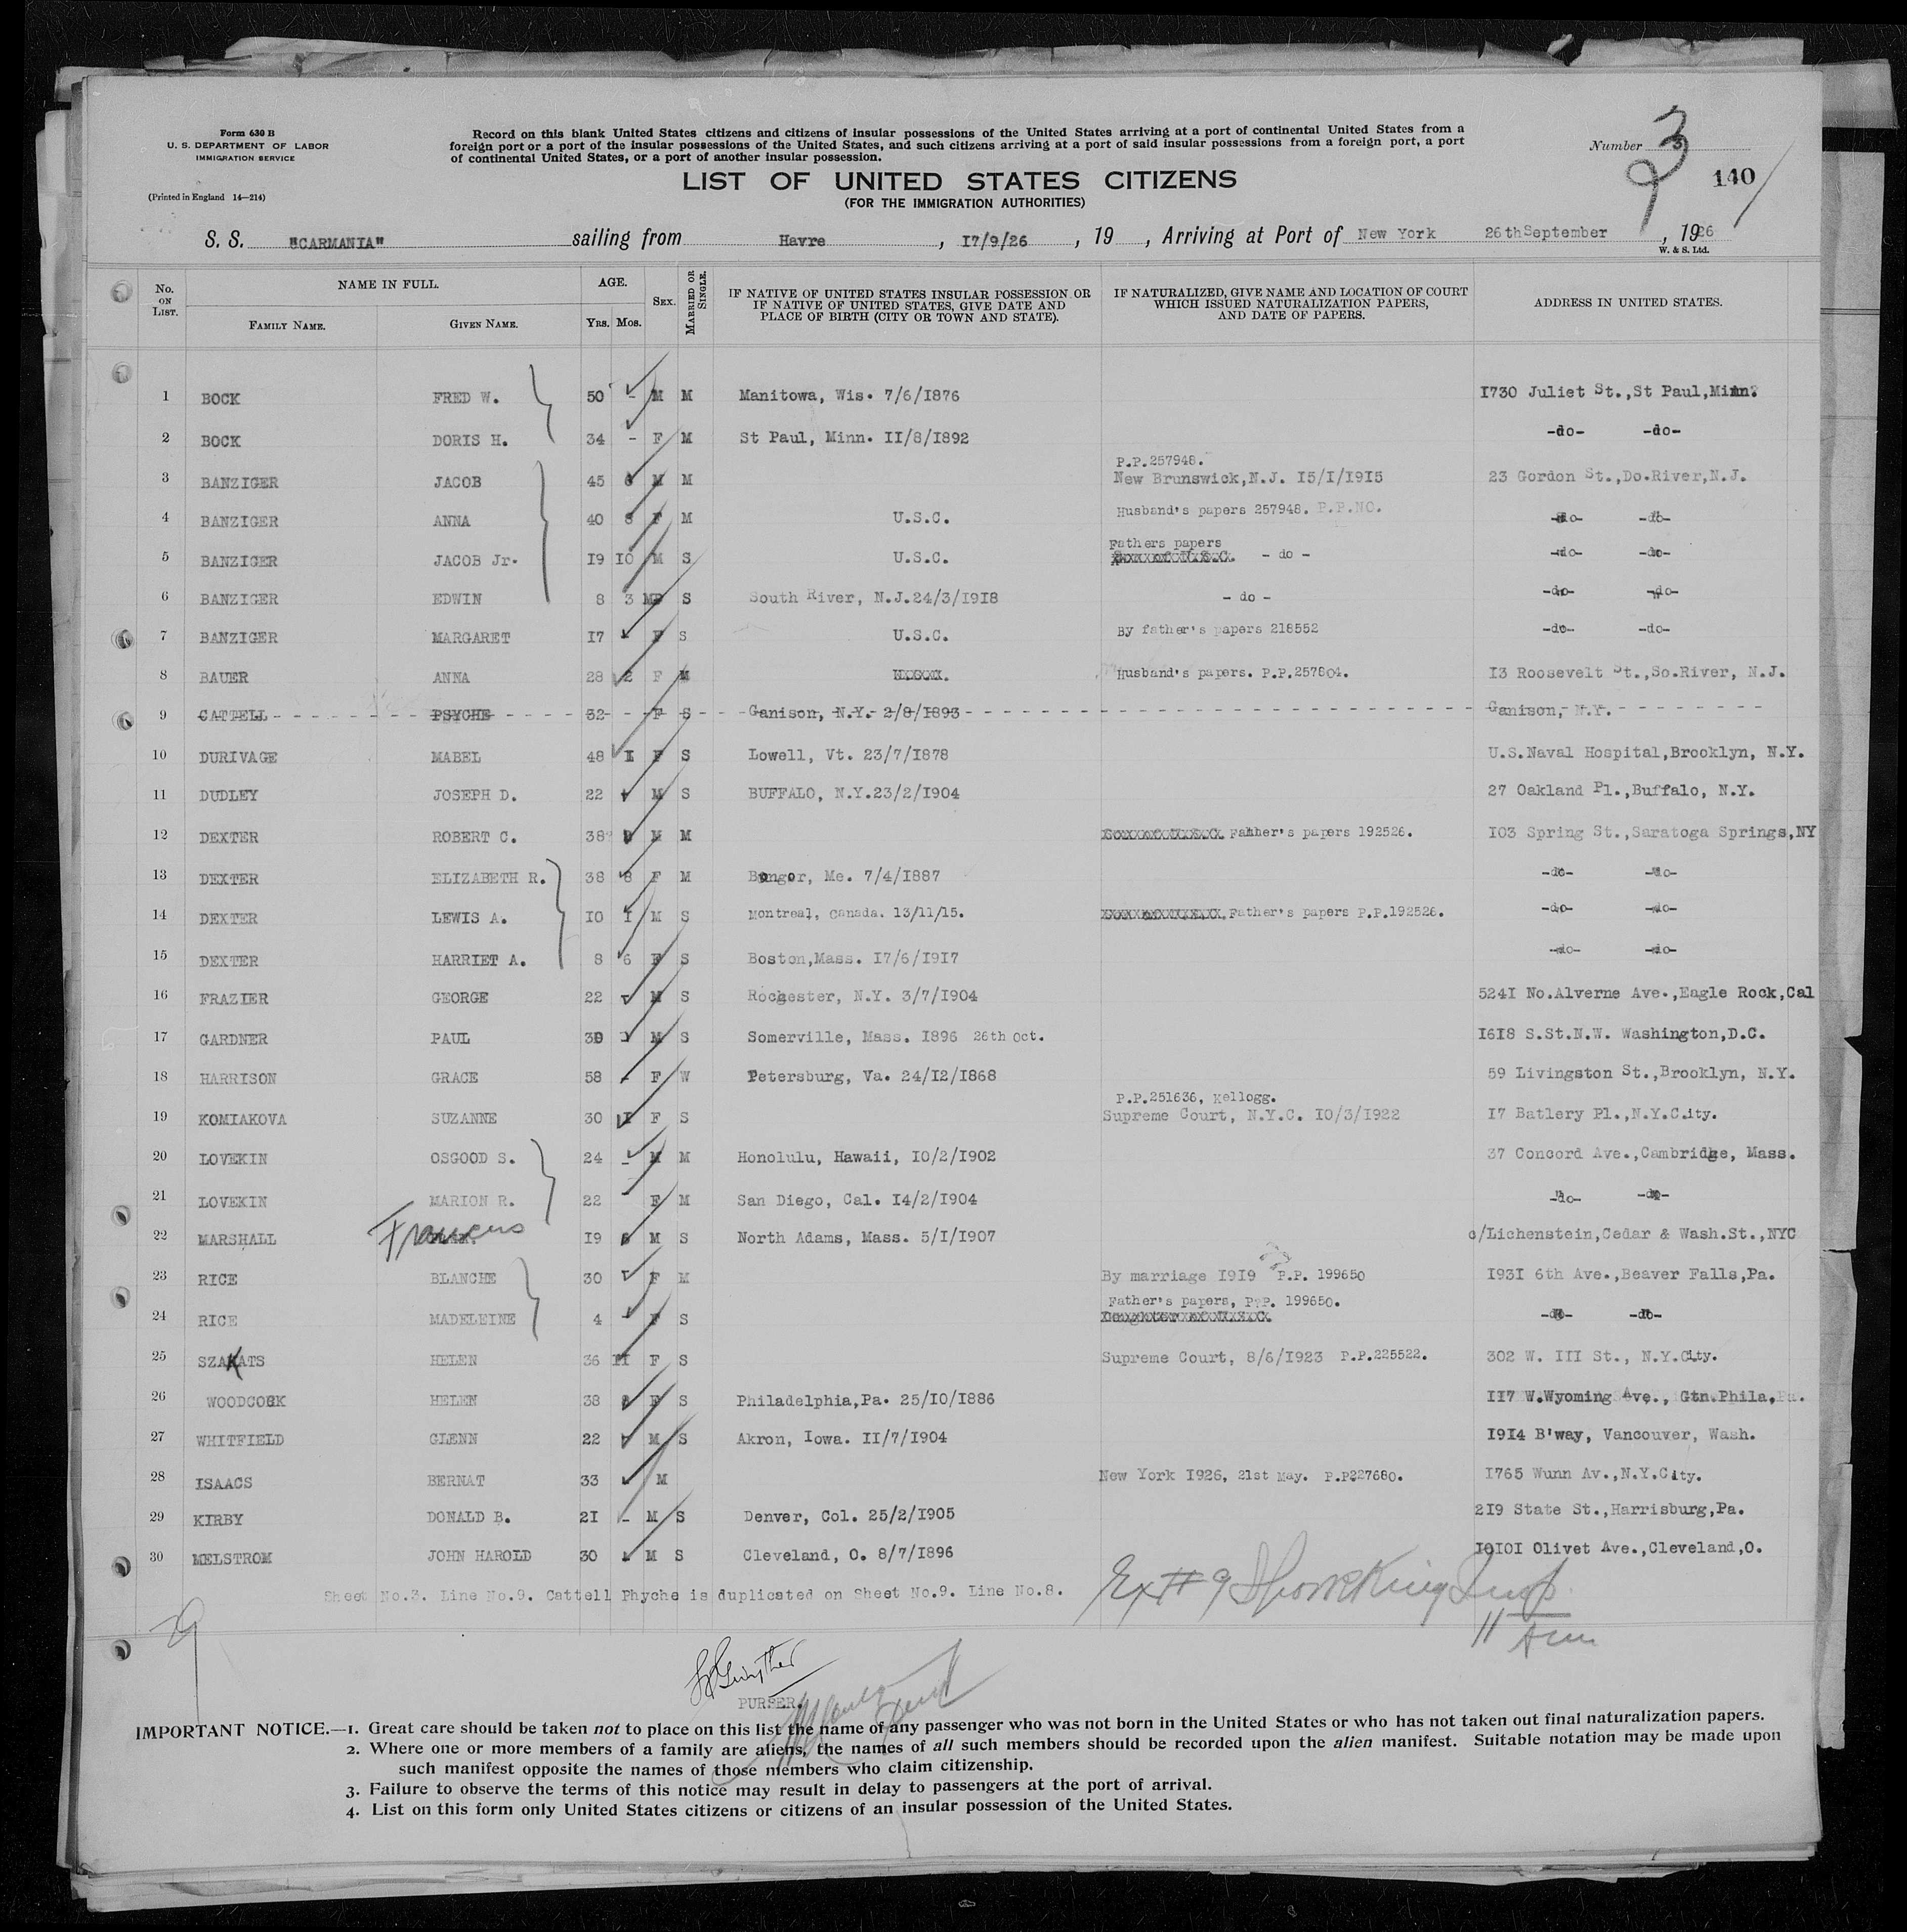 Form 630 B
U. S. DEPARTMENT OF LABOR
IMMIGRATION SERVICE
(Printed in England 14—214)
Record on this blank United States citizens and citizens of insular possessions of the United States arriving at a port of continental United States from a
foreign port or a port of the insular possessions of the United States, and such citizens arriving at a port of said insular possessions from a foreign port, a port
of continental United States, or a port of another insular possession.
Number 3
9
140
LIST OF UNITED STATES CITIZENS
(FOR THE IMMIGRATION AUTHORITIES)
S. S. "CARMANIA" sailing from Havre, 17/9/26, 19 , Arriving at Port of New York 26thSeptember, 1926
W. & S. Ltd.
No. ON LIST. NAME IN FULL. FAMILY NAME. GIVEN NAME. AGE. YRS. MOS. SEX. MARRIED OR SINGLE. IF NATIVE OF UNITED STATES INSULAR POSSESSION OR IF NATIVE OF UNITED STATES, GIVE DATE AND PLACE OF BIRTH (CITY OR TOWN AND STATE). IF NATURALIZED, GIVE NAME AND LOCATION OF COURT WHICH ISSUED NATURALIZATION PAPERS, AND DATE OF PAPERS. ADDRESS IN UNITED STATES.
1 BOCK FRED W. 50 - M M Manitowa, Wis. 7/6/1876 1730 Juliet St.,St Paul,Minn.
2 BOCK DORIS H. 34 - F M St Paul, Minn. 11/8/1892 -do- -do-
P.P.257948.
3 BANZIGER JACOB 45 6 M M New Brunswick,N.J. 15/1/1915 23 Gordon St.,Do.River,N.J.
4 BANZIGER ANNA 40 8 F M U.S.C. Husband's papers 257948. P.P.NO. -do- -do-
Fathers papers
5 BANZIGER JACOB Jr. 19 10 M S U.S.C. - do - -do- -do-
6 BANZIGER EDWIN 8 3 M S South River, N.J.24/3/1918 - do - -do- -do-
7 BANZIGER MARGARET 17 F S U.S.C. By father's papers 218552 -do- -do-
8 BAUER ANNA 28 2 F M Husband's papers. P.P.257804. 13 Roosevelt St.,So.River, N.J.
9 CATTELL PSYCHE 32 - F S Ganison, N.Y. 2/8/1893 Ganison, N.Y.
10 DURIVAGE MABEL 48 1 F S Lowell, Vt. 23/7/1878 U.S.Naval Hospital,Brooklyn, N.Y.
11 DUDLEY JOSEPH D. 22 M S BUFFALO, N.Y.23/2/1904 27 Oakland Pl.,Buffalo, N.Y.
12 DEXTER ROBERT C. 38 M M Father's papers 192526. 103 Spring St.,Saratoga Springs,NY
13 DEXTER ELIZABETH R. 38 8 F M Bangor, Me. 7/4/1887 -do- -do-
14 DEXTER LEWIS A. 10 1 M S Montreal, Canada. 13/11/15. Father's papers P.P.192526. -do- -do-
15 DEXTER HARRIET A. 8 6 F S Boston,Mass. 17/6/1917 -do- -do-
16 FRAZIER GEORGE 22 M S Rochester, N.Y. 3/7/1904 5241 No.Alverne Ave.,Eagle Rock,Cal
17 GARDNER PAUL 30 M S Somerville, Mass. 1896 26th Oct. 1618 S.St.N.W. Washington,D.C.
18 HARRISON GRACE 58 - F W Petersburg, Va. 24/12/1868 59 Livingston St.,Brooklyn, N.Y.
P.P.251636, Kellogg.
19 KOMIAKOVA SUZANNE 30 1 F S Supreme Court, N.Y.C. 10/3/1922 17 Batlery Pl.,N.Y.City.
20 LOVEKIN OSGOOD S. 24 - M M Honolulu, Hawaii, 10/2/1902 37 Concord Ave.,Cambridge, Mass.
21 LOVEKIN MARION R. 22 - F M San Diego, Cal. 14/2/1904 -do- -do-
22 MARSHALL Francis 19 M S North Adams, Mass. 5/1/1907 c/Lichenstein,Cedar & Wash.St.,NYC
23 RICE BLANCHE 30 F M By marriage 1919 P.P. 199650 1931 6th Ave.,Beaver Falls,Pa.
Father's papers, P.P. 199650.
24 RICE MADELEINE 4 - F S -do- -do-
25 SZAKATS HELEN 36 11 F S Supreme Court, 8/6/1923 P.P.225522. 302 W. 111 St., N.Y.City.
26 WOODCOCK HELEN 38 F S Philadelphia,Pa. 25/10/1886 117 W.Wyoming Ave., Gtn.Phila,Pa.
27 WHITFIELD GLENN 22 M S Akron, Iowa. 11/7/1904 1914 B'way, Vancouver, Wash.
28 ISAACS BERNAT 33 M New York 1926, 21st May. P.P.227680. 1765 Wunn Av.,N.Y.City.
29 KIRBY DONALD B. 21 - M S Denver, Col. 25/2/1905 219 State St.,Harrisburg,Pa.
30 MELSTROM JOHN HAROLD 30 M S Cleveland, O. 8/7/1896 10101 Olivet Ave.,Cleveland,O.
Sheet No.3. Line No.9. Cattell Phyche is duplicated on Sheet No.9. Line No.8.
Ex # 9
29
PURSER.
IMPORTANT NOTICE.—1. Great care should be taken not to place on this list the name of any passenger who was not born in the United States or who has not taken out final naturalization papers.
2. Where one or more members of a family are aliens, the names of all such members should be recorded upon the alien manifest. Suitable notation may be made upon
such manifest opposite the names of those members who claim citizenship.
3. Failure to observe the terms of this notice may result in delay to passengers at the port of arrival.
4. List on this form only United States citizens or citizens of an insular possession of the United States.